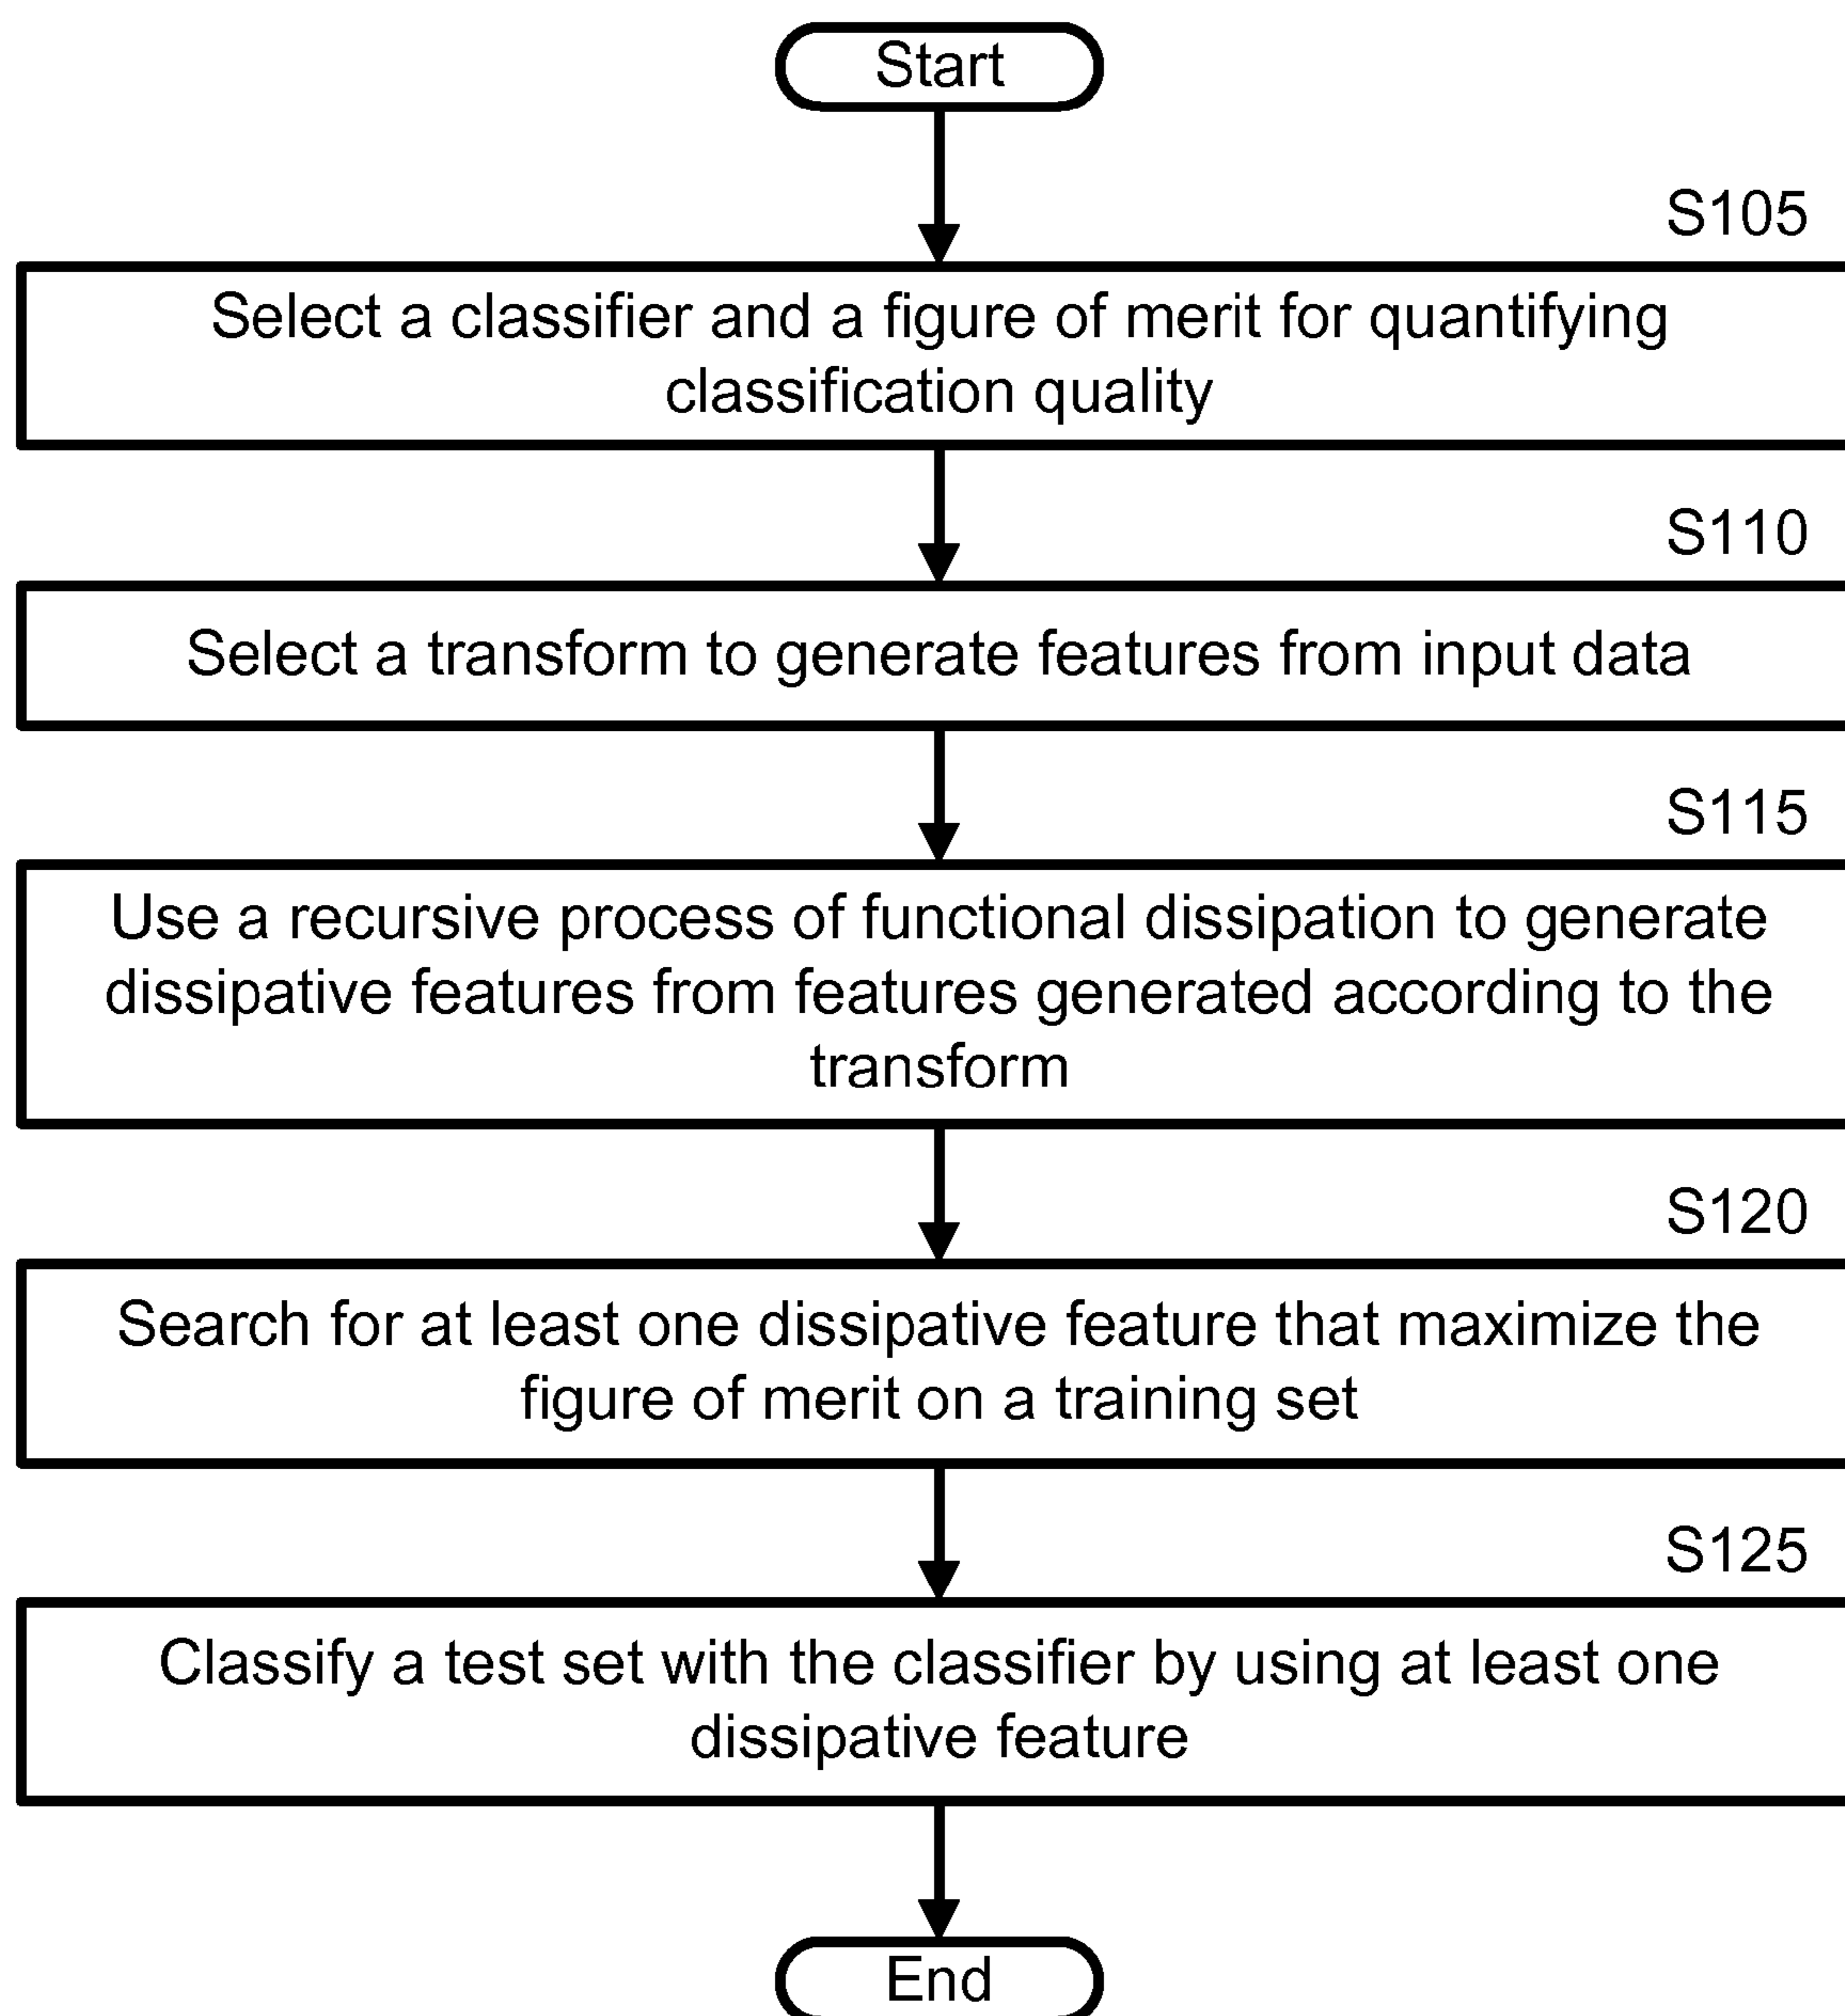 Start
S105
Select a classifier and a figure of merit for quantifying
classification quality
S110
Select a transform to generate features from input data
S115
Use a recursive process of functional dissipation to generate
dissipative features from features generated according to the
transform
S120
Search for at least one dissipative feature that maximize the
figure of merit on a training set
S125
Classify a test set with the classifier by using at least one
dissipative feature
End